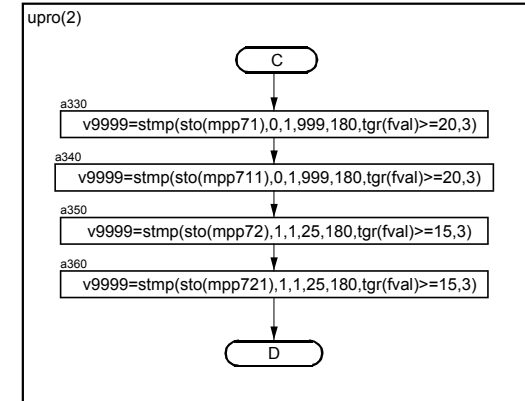 upro(2)
C
a330
v9999=stmp(sto(mpp71),0,1,999,180,tgr(fval)>=20,3)
a340
v9999=stmp(sto(mpp711),0,1,999,180,tgr(fval)>=20,3)
a350
v9999=stmp(sto(mpp72),1,1,25,180,tgr(fval)>=15,3)
a360
v9999=stmp(sto(mpp721),1,1,25,180,tgr(fval)>=15,3)
D